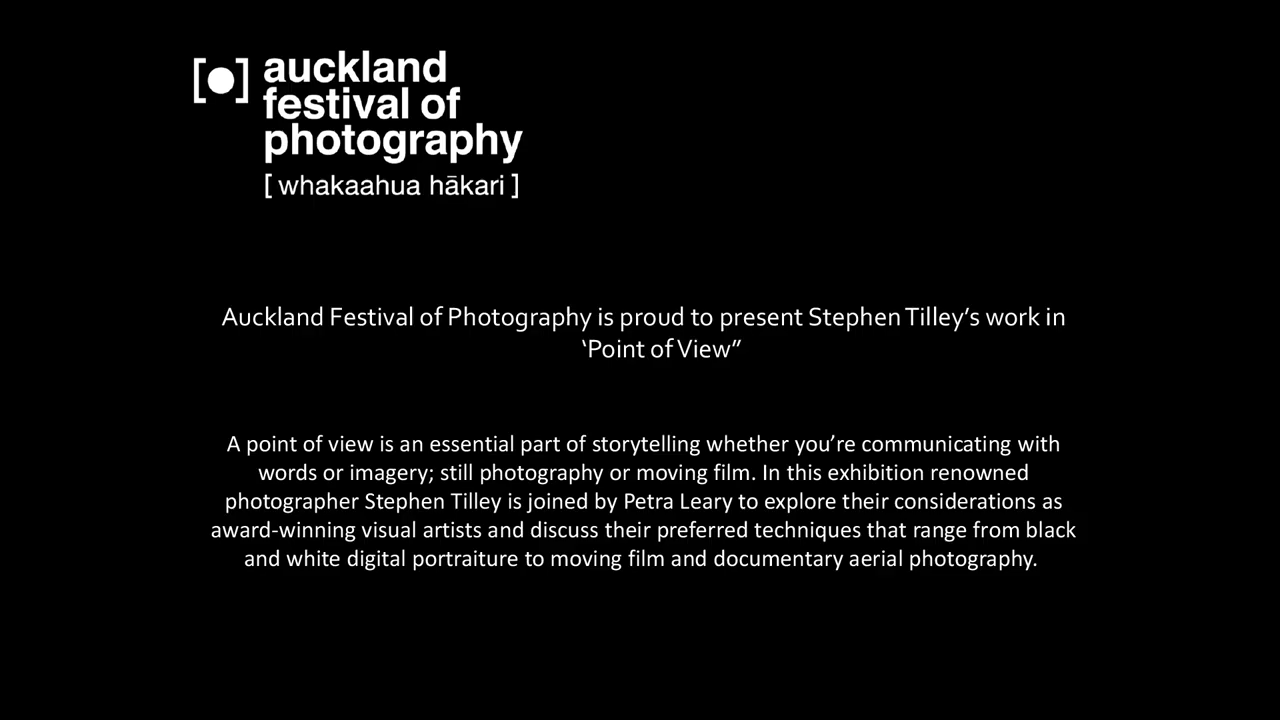 auckland
festival of
photography
[ whakaahua hākari ]
Auckland Festival of Photography is proud to present Stephen Tilley’s work in
‘Point of View”
A point of view is an essential part of storytelling whether you’re communicating with
words or imagery; still photography or moving film. In this exhibition renowned
photographer Stephen Tilley is joined by Petra Leary to explore their considerations as
award-winning visual artists and discuss their preferred techniques that range from black
and white digital portraiture to moving film and documentary aerial photography.